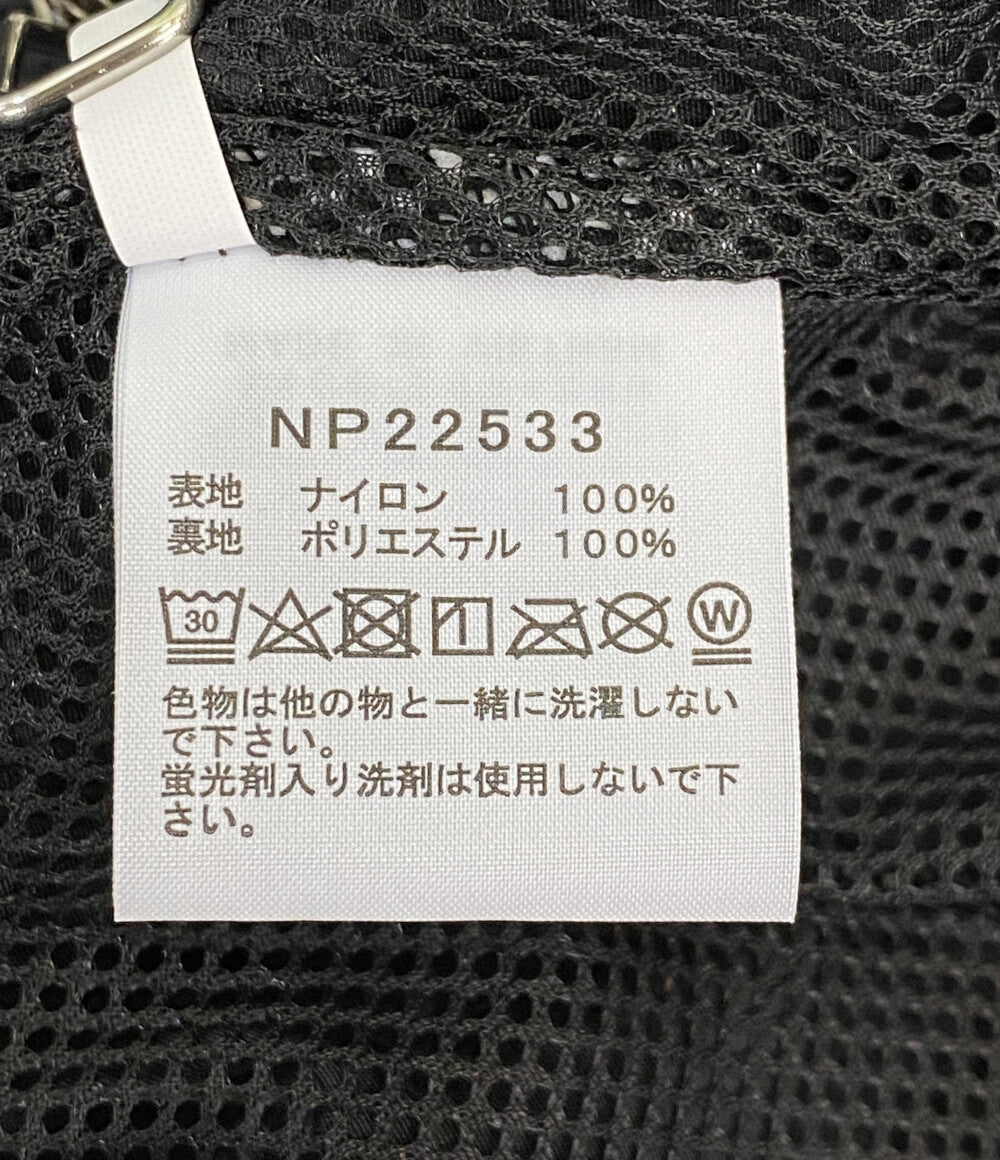 NP22533
表地 ナイロン 100%
裏地 ポリエステル 100%
30 W
色物は他の物と一緒に洗濯しない
で下さい。
蛍光剤入り洗剤は使用しないで下
さい。